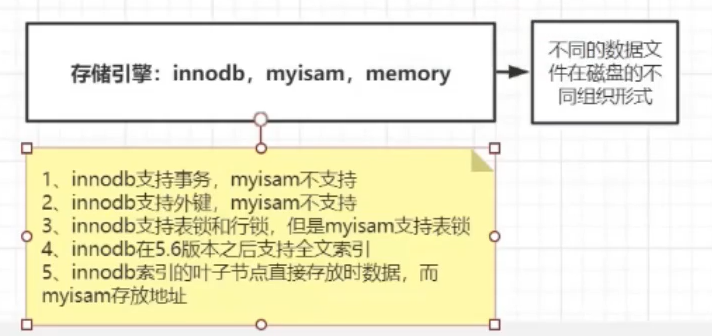 存储引擎：innodb，myisam，memory
不同的数据文
件在磁盘的不
同组织形式
1、innodb支持事务，myisam不支持
2、innodb支持外键，myisam不支持
3、innodb支持表锁和行锁，但是myisam支持表锁
4、innodb在5.6版本之后支持全文索引
5、innodb索引的叶子节点直接存放时数据，而
myisam存放地址